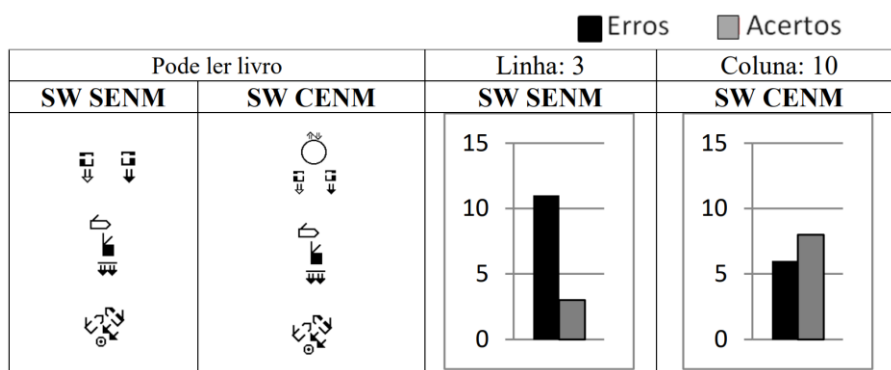 Erros Acertos
Pode ler livro Linha: 3 Coluna: 10
SW SENM SW CENM SW SENM SW CENM
15 15
10 10
5 5
0 0